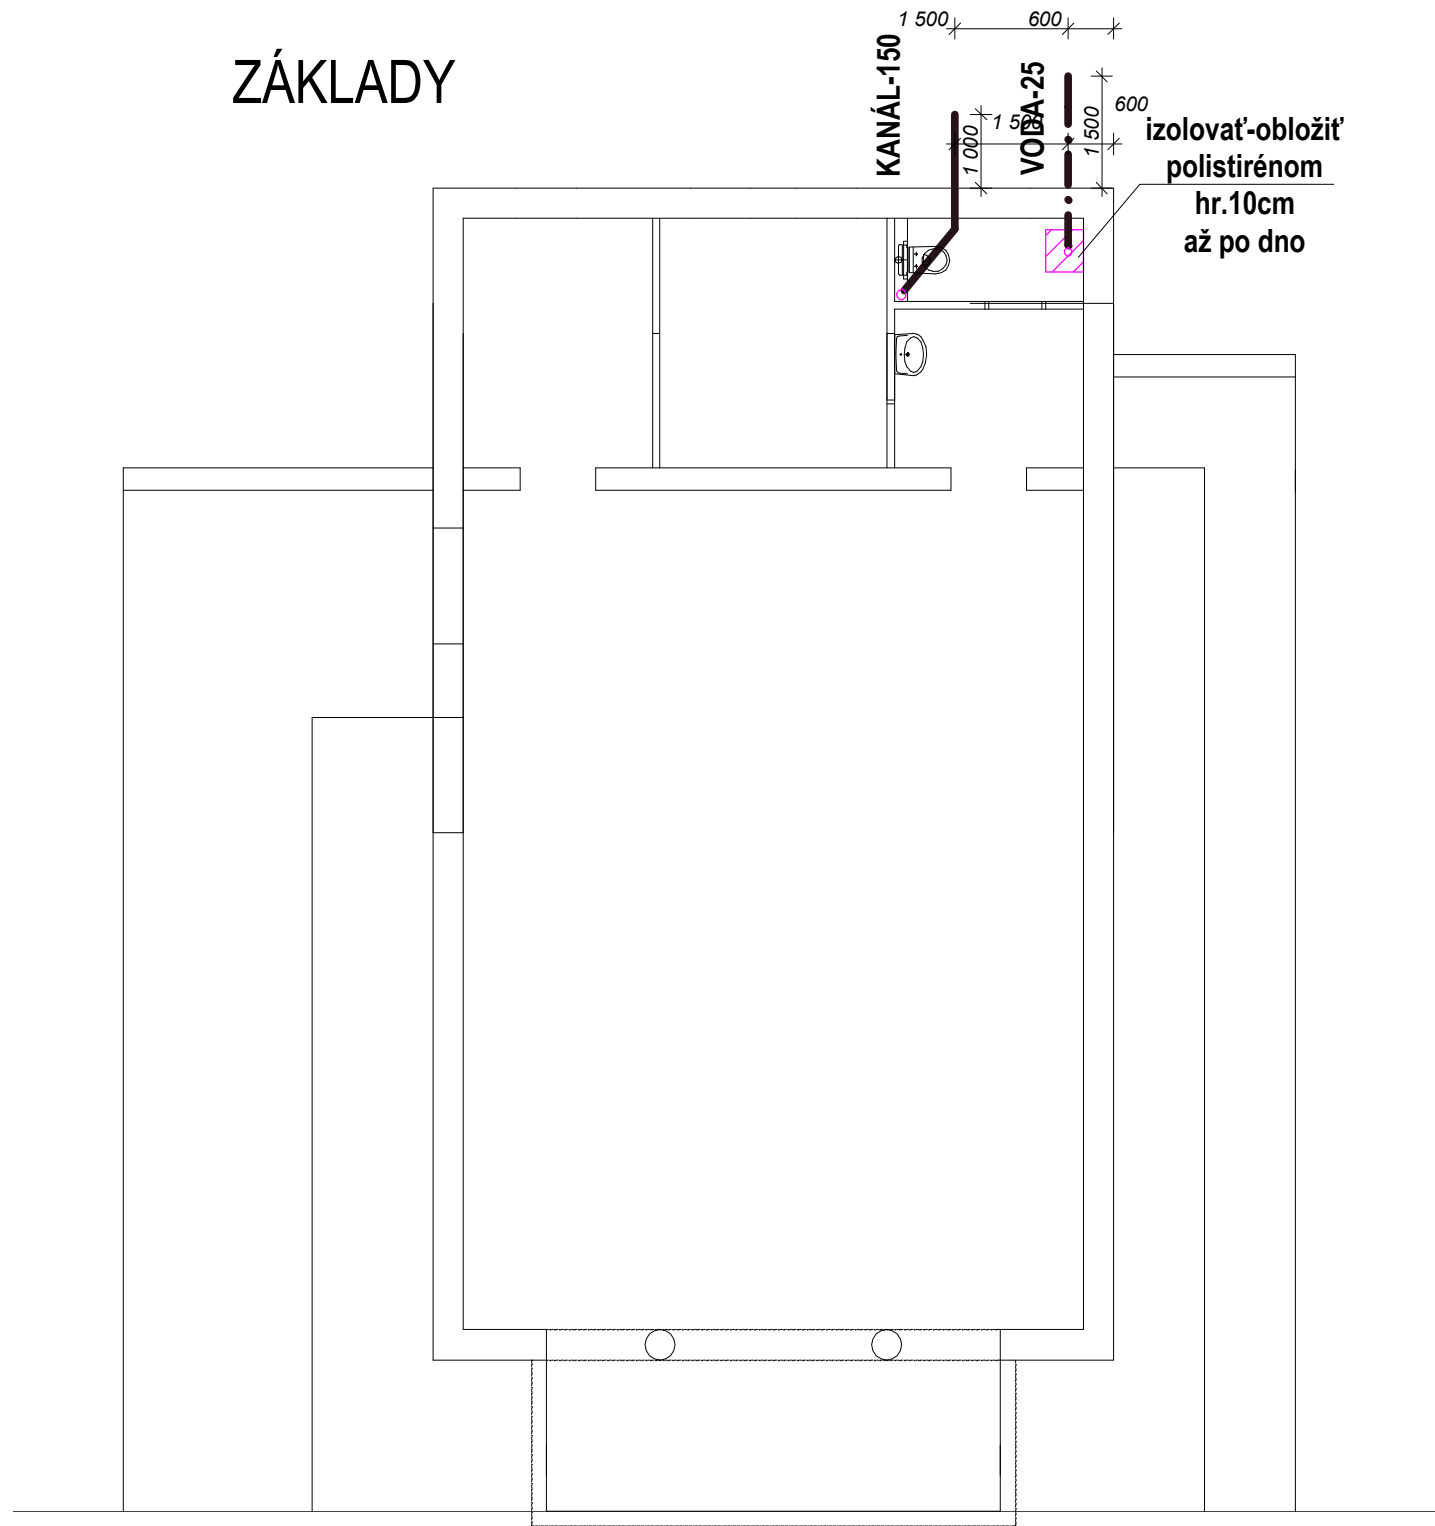 ZÁKLADY
1 500
600
KANÁL-150
VODA-25
1 500
1 000
1 500
600
izolovať-obložiť
polistirénom
hr.10cm
až po dno